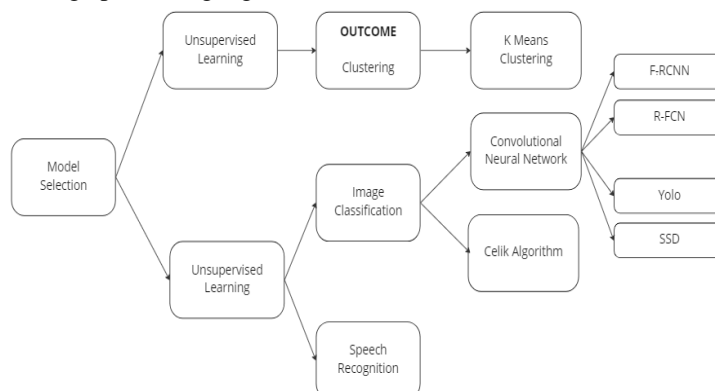 Unsupervised
Learning
OUTCOME
Clustering
K Means
Clustering
F-RCNN
R-FCN
Convolutional
Neural Network
Model
Selection
Image
Classification
Yolo
SSD
Celik Algorithm
Unsupervised
Learning
Speech
Recognition